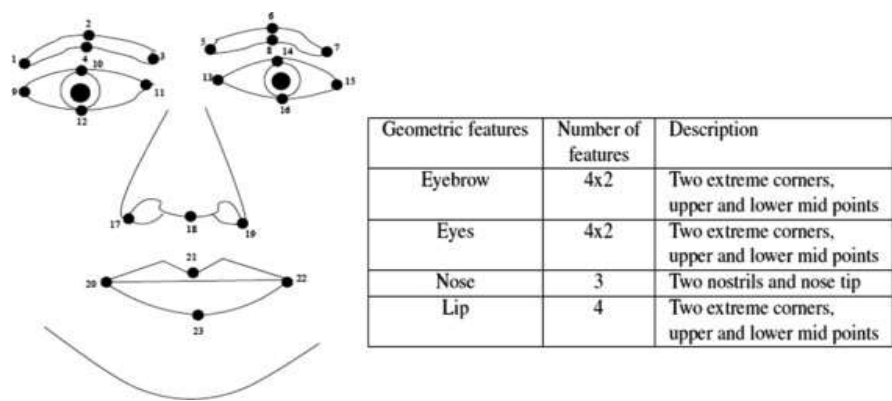 2
6
1
4
3
5
8
14
7
10
9
11
13
15
12
16
17
18
19
21
20
22
23
Geometric features Number of features Description
Eyebrow 4x2 Two extreme corners,
upper and lower mid points
Eyes 4x2 Two extreme corners,
upper and lower mid points
Nose 3 Two nostrils and nose tip
Lip 4 Two extreme corners,
upper and lower mid points